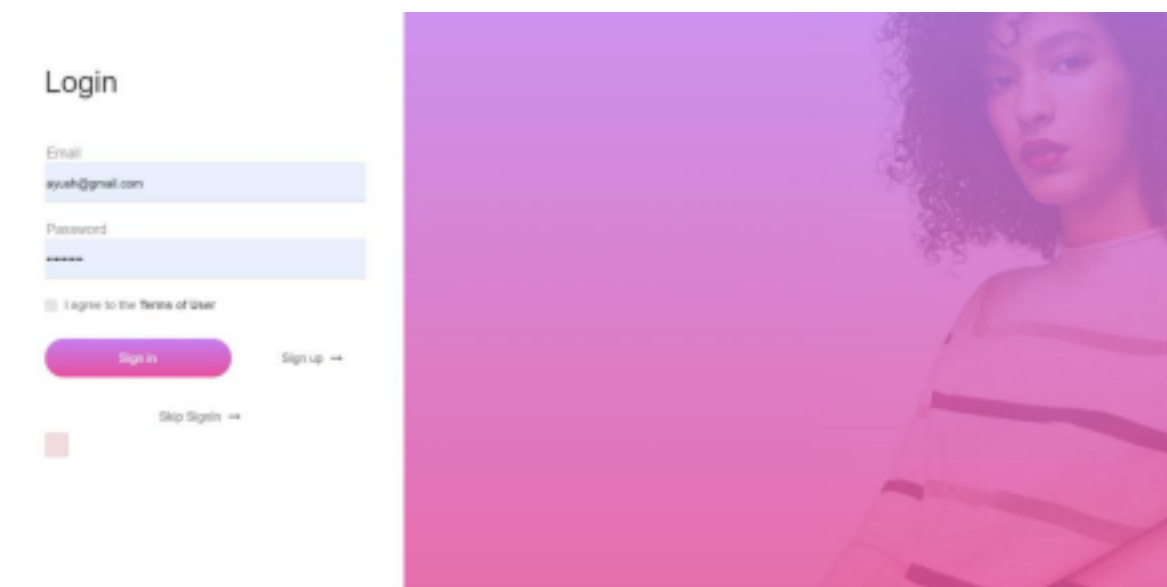 Login
Email
ayush@gmail.com
Password
••••••
I agree to the Terms of User
Sign in
Sign up →
Skip Signin →